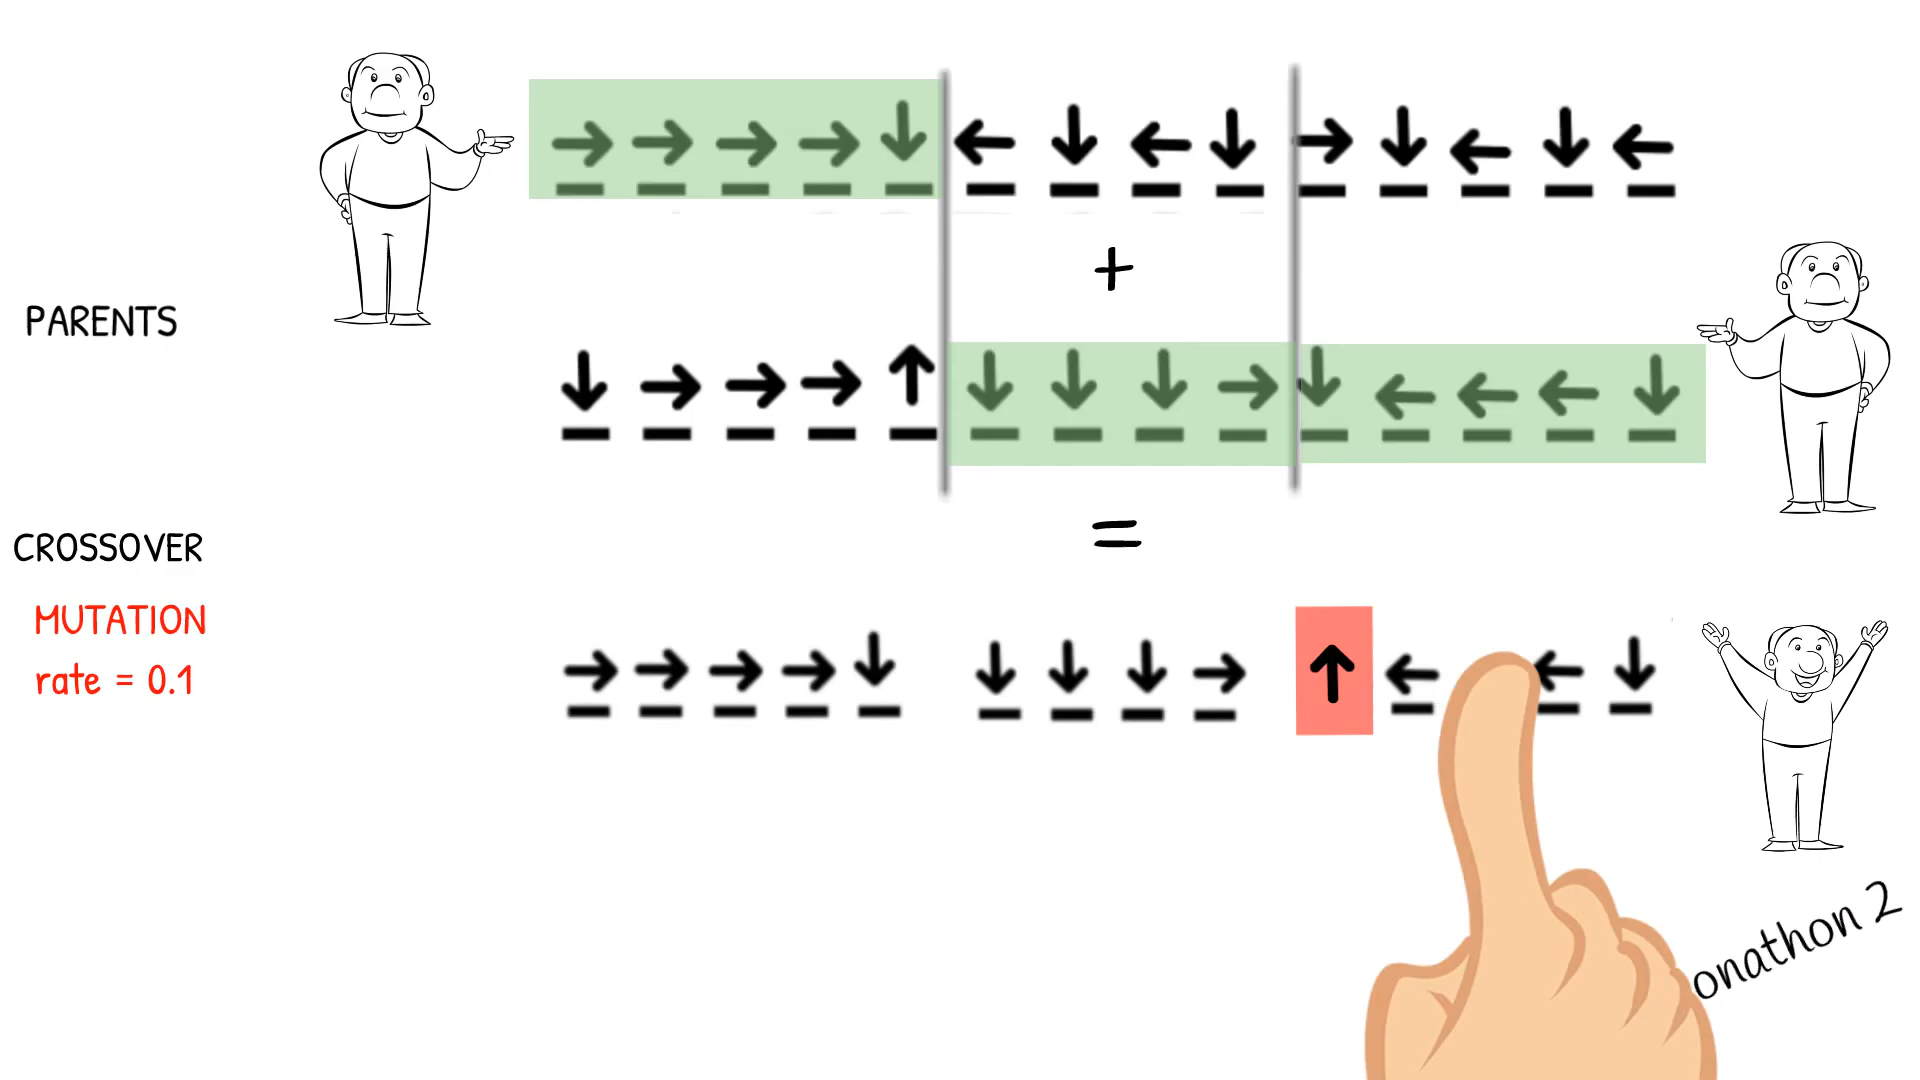 +
PARENTS
=
CROSSOVER
MUTATION
rate = 0.1
onathon 2